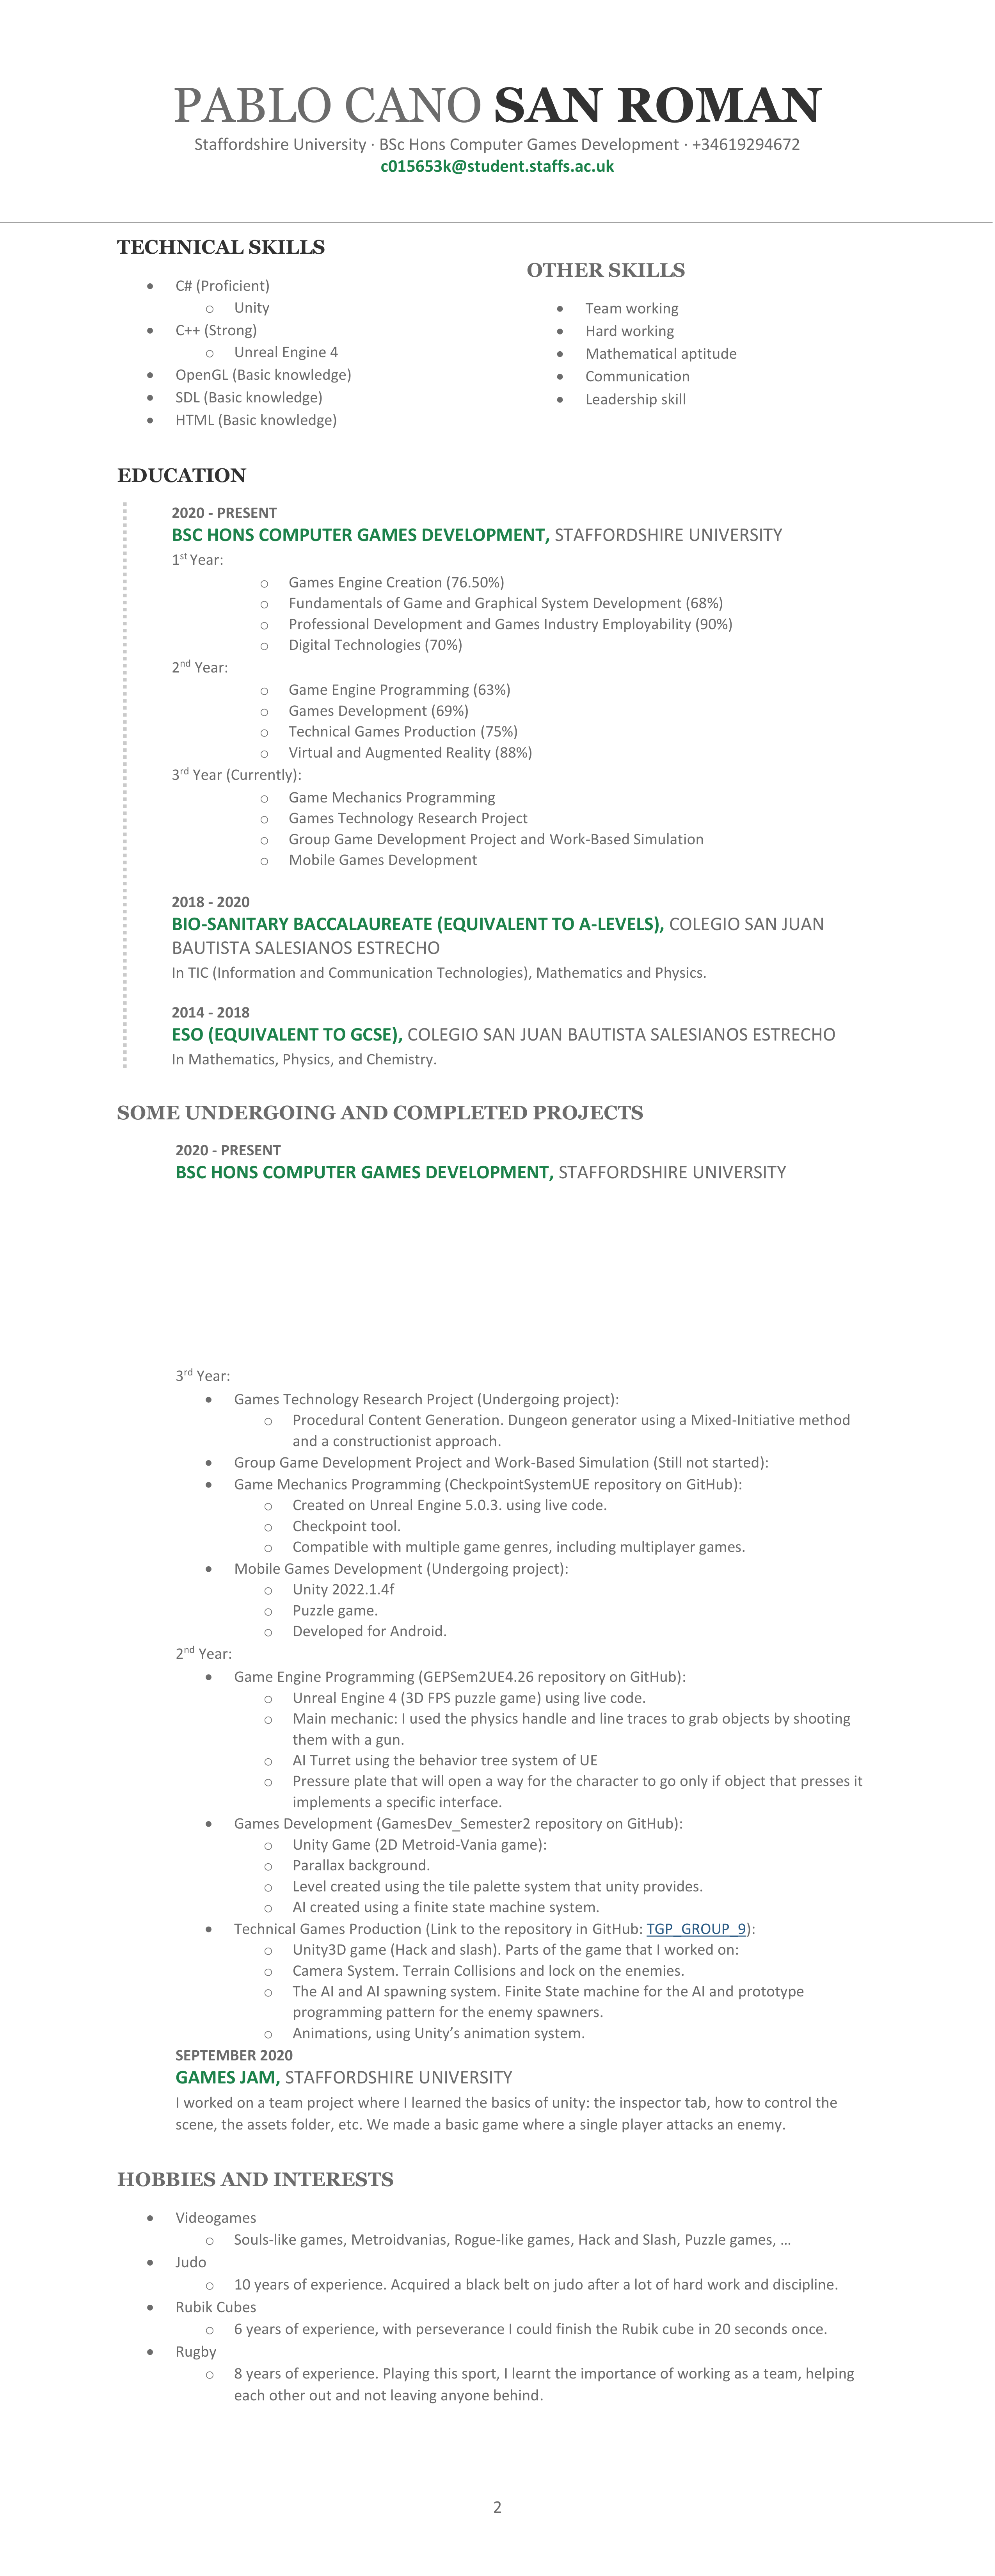 PABLO CANO SAN ROMAN
Staffordshire University · BSc Hons Computer Games Development · +34619294672
c015653k@student.staffs.ac.uk
TECHNICAL SKILLS
• C# (Proficient)
o Unity
• C++ (Strong)
o Unreal Engine 4
• OpenGL (Basic knowledge)
• SDL (Basic knowledge)
• HTML (Basic knowledge)
OTHER SKILLS
• Team working
• Hard working
• Mathematical aptitude
• Communication
• Leadership skill
EDUCATION
2020 - PRESENT
BSC HONS COMPUTER GAMES DEVELOPMENT, STAFFORDSHIRE UNIVERSITY
1st Year:
o Games Engine Creation (76.50%)
o Fundamentals of Game and Graphical System Development (68%)
o Professional Development and Games Industry Employability (90%)
o Digital Technologies (70%)
2nd Year:
o Game Engine Programming (63%)
o Games Development (69%)
o Technical Games Production (75%)
o Virtual and Augmented Reality (88%)
3rd Year (Currently):
o Game Mechanics Programming
o Games Technology Research Project
o Group Game Development Project and Work-Based Simulation
o Mobile Games Development
2018 - 2020
BIO-SANITARY BACCALAUREATE (EQUIVALENT TO A-LEVELS), COLEGIO SAN JUAN
BAUTISTA SALESIANOS ESTRECHO
In TIC (Information and Communication Technologies), Mathematics and Physics.
2014 - 2018
ESO (EQUIVALENT TO GCSE), COLEGIO SAN JUAN BAUTISTA SALESIANOS ESTRECHO
In Mathematics, Physics, and Chemistry.
SOME UNDERGOING AND COMPLETED PROJECTS
2020 - PRESENT
BSC HONS COMPUTER GAMES DEVELOPMENT, STAFFORDSHIRE UNIVERSITY
3rd Year:
• Games Technology Research Project (Undergoing project):
o Procedural Content Generation. Dungeon generator using a Mixed-Initiative method
and a constructionist approach.
• Group Game Development Project and Work-Based Simulation (Still not started):
• Game Mechanics Programming (CheckpointSystemUE repository on GitHub):
o Created on Unreal Engine 5.0.3. using live code.
o Checkpoint tool.
o Compatible with multiple game genres, including multiplayer games.
• Mobile Games Development (Undergoing project):
o Unity 2022.1.4f
o Puzzle game.
o Developed for Android.
2nd Year:
• Game Engine Programming (GEPSem2UE4.26 repository on GitHub):
o Unreal Engine 4 (3D FPS puzzle game) using live code.
o Main mechanic: I used the physics handle and line traces to grab objects by shooting
them with a gun.
o AI Turret using the behavior tree system of UE
o Pressure plate that will open a way for the character to go only if object that presses it
implements a specific interface.
• Games Development (GamesDev_Semester2 repository on GitHub):
o Unity Game (2D Metroid-Vania game):
o Parallax background.
o Level created using the tile palette system that unity provides.
o AI created using a finite state machine system.
• Technical Games Production (Link to the repository in GitHub: TGP_GROUP_9):
o Unity3D game (Hack and slash). Parts of the game that I worked on:
o Camera System. Terrain Collisions and lock on the enemies.
o The AI and AI spawning system. Finite State machine for the AI and prototype
programming pattern for the enemy spawners.
o Animations, using Unity's animation system.
SEPTEMBER 2020
GAMES JAM, STAFFORDSHIRE UNIVERSITY
I worked on a team project where I learned the basics of unity: the inspector tab, how to control the
scene, the assets folder, etc. We made a basic game where a single player attacks an enemy.
HOBBIES AND INTERESTS
• Videogames
o Souls-like games, Metroidvanias, Rogue-like games, Hack and Slash, Puzzle games, …
• Judo
o 10 years of experience. Acquired a black belt on judo after a lot of hard work and discipline.
• Rubik Cubes
o 6 years of experience, with perseverance I could finish the Rubik cube in 20 seconds once.
• Rugby
o 8 years of experience. Playing this sport, I learnt the importance of working as a team, helping
each other out and not leaving anyone behind.
2